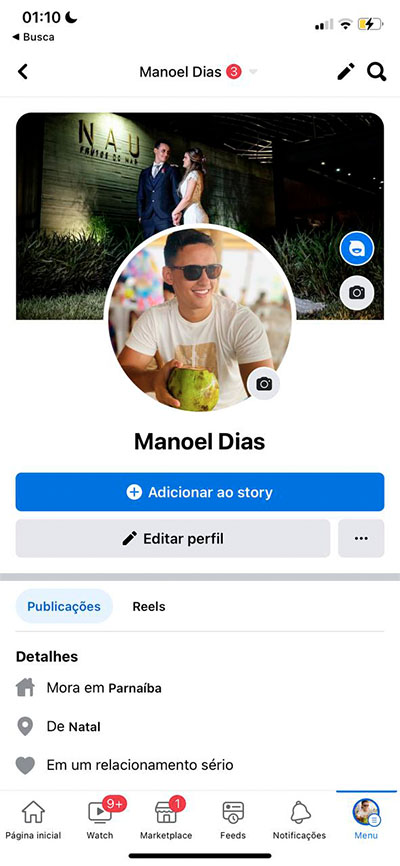 01:10
◀ Busca
Manoel Dias 3
NAU
FRUTOS DO MAR
Manoel Dias
Adicionar ao story
Editar perfil
Publicações Reels
Detalhes
Mora em Parnaíba
De Natal
Em um relacionamento sério
9+ 1
Página inicial Watch Marketplace Feeds Notificações Menu